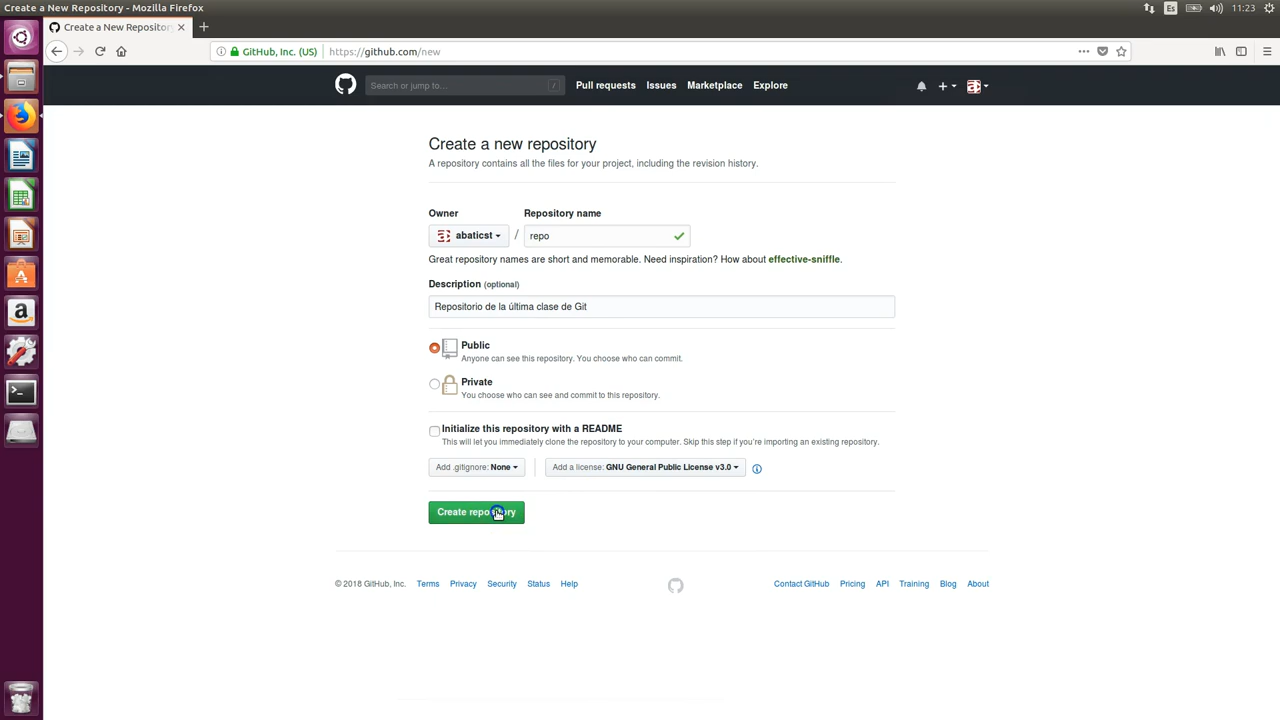 Create a New Repository - Mozilla Firefox
Es
11:23
Create a New Repository
GitHub, Inc. (US)
https://github.com/new
Search or jump to...
/
Pull requests
Issues
Marketplace
Explore
Create a new repository
A repository contains all the files for your project, including the revision history.
Owner
Repository name
abaticst
/
repo
Great repository names are short and memorable. Need inspiration? How about effective-sniffle.
Description (optional)
Repositorio de la última clase de Git
Public
Anyone can see this repository. You choose who can commit.
Private
You choose who can see and commit to this repository.
Initialize this repository with a README
This will let you immediately clone the repository to your computer. Skip this step if you're importing an existing repository.
Add .gitignore: None
Add a license: GNU General Public License v3.0
Create repository
© 2018 GitHub, Inc.
Terms
Privacy
Security
Status
Help
Contact GitHub
Pricing
API
Training
Blog
About